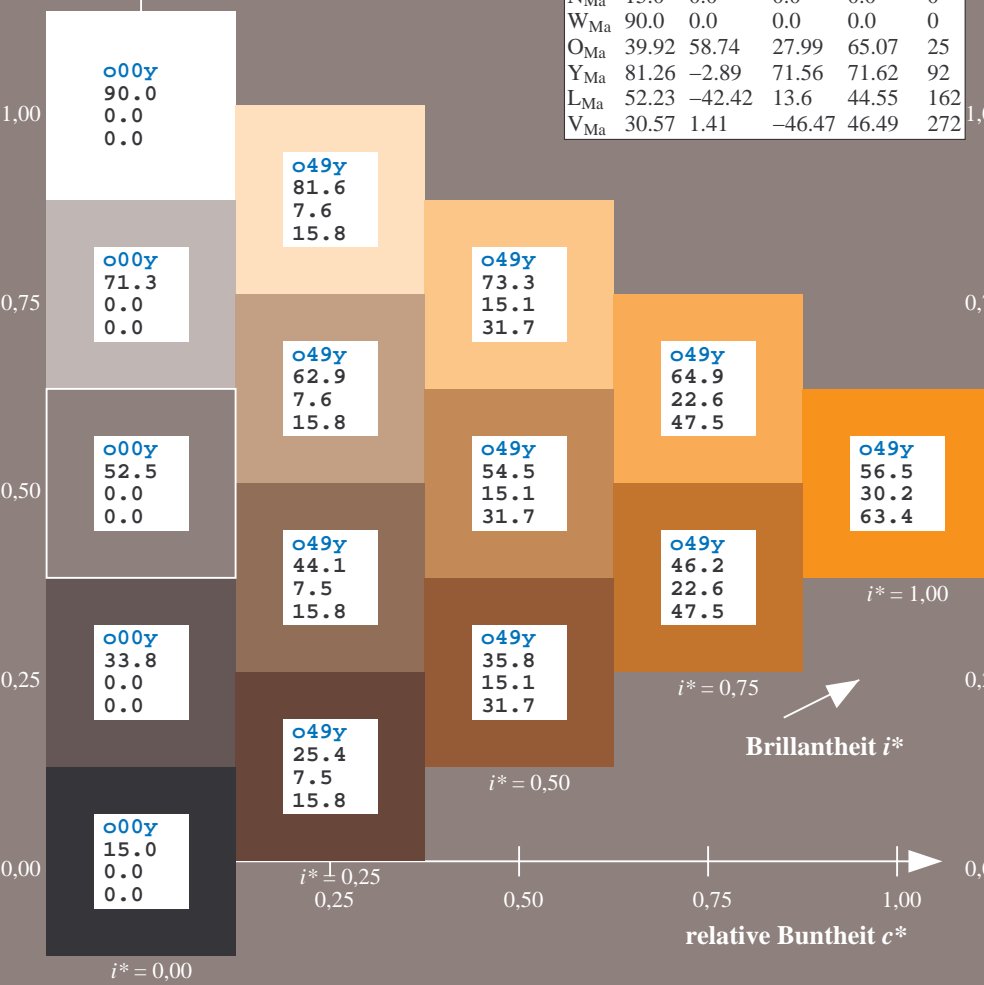 W Ma 90.0 0.0 0.0 0.0 0
O Ma 39.92 58.74 27.99 65.07 25
Y Ma 81.26 −2.89 71.56 71.62 92
L Ma 52.23 −42.42 13.6 44.55 162
V Ma 30.57 1.41 −46.47 46.49 272
1,00
0,75
0,50
0,25
0,00
o00y
90.0
0.0
0.0
o00y
71.3
0.0
0.0
o00y
52.5
0.0
0.0
o00y
33.8
0.0
0.0
o00y
15.0
0.0
0.0
i* = 0,00
o49y
81.6
7.6
15.8
o49y
62.9
7.6
15.8
o49y
44.1
7.5
15.8
o49y
25.4
7.5
15.8
i* = 0,25
o49y
73.3
15.1
31.7
o49y
54.5
15.1
31.7
o49y
35.8
15.1
31.7
i* = 0,50
o49y
64.9
22.6
47.5
o49y
46.2
22.6
47.5
i* = 0,75
o49y
56.5
30.2
63.4
i* = 1,00
Brillantheit i*
0,25 0,50 0,75 1,00
relative Buntheit c*